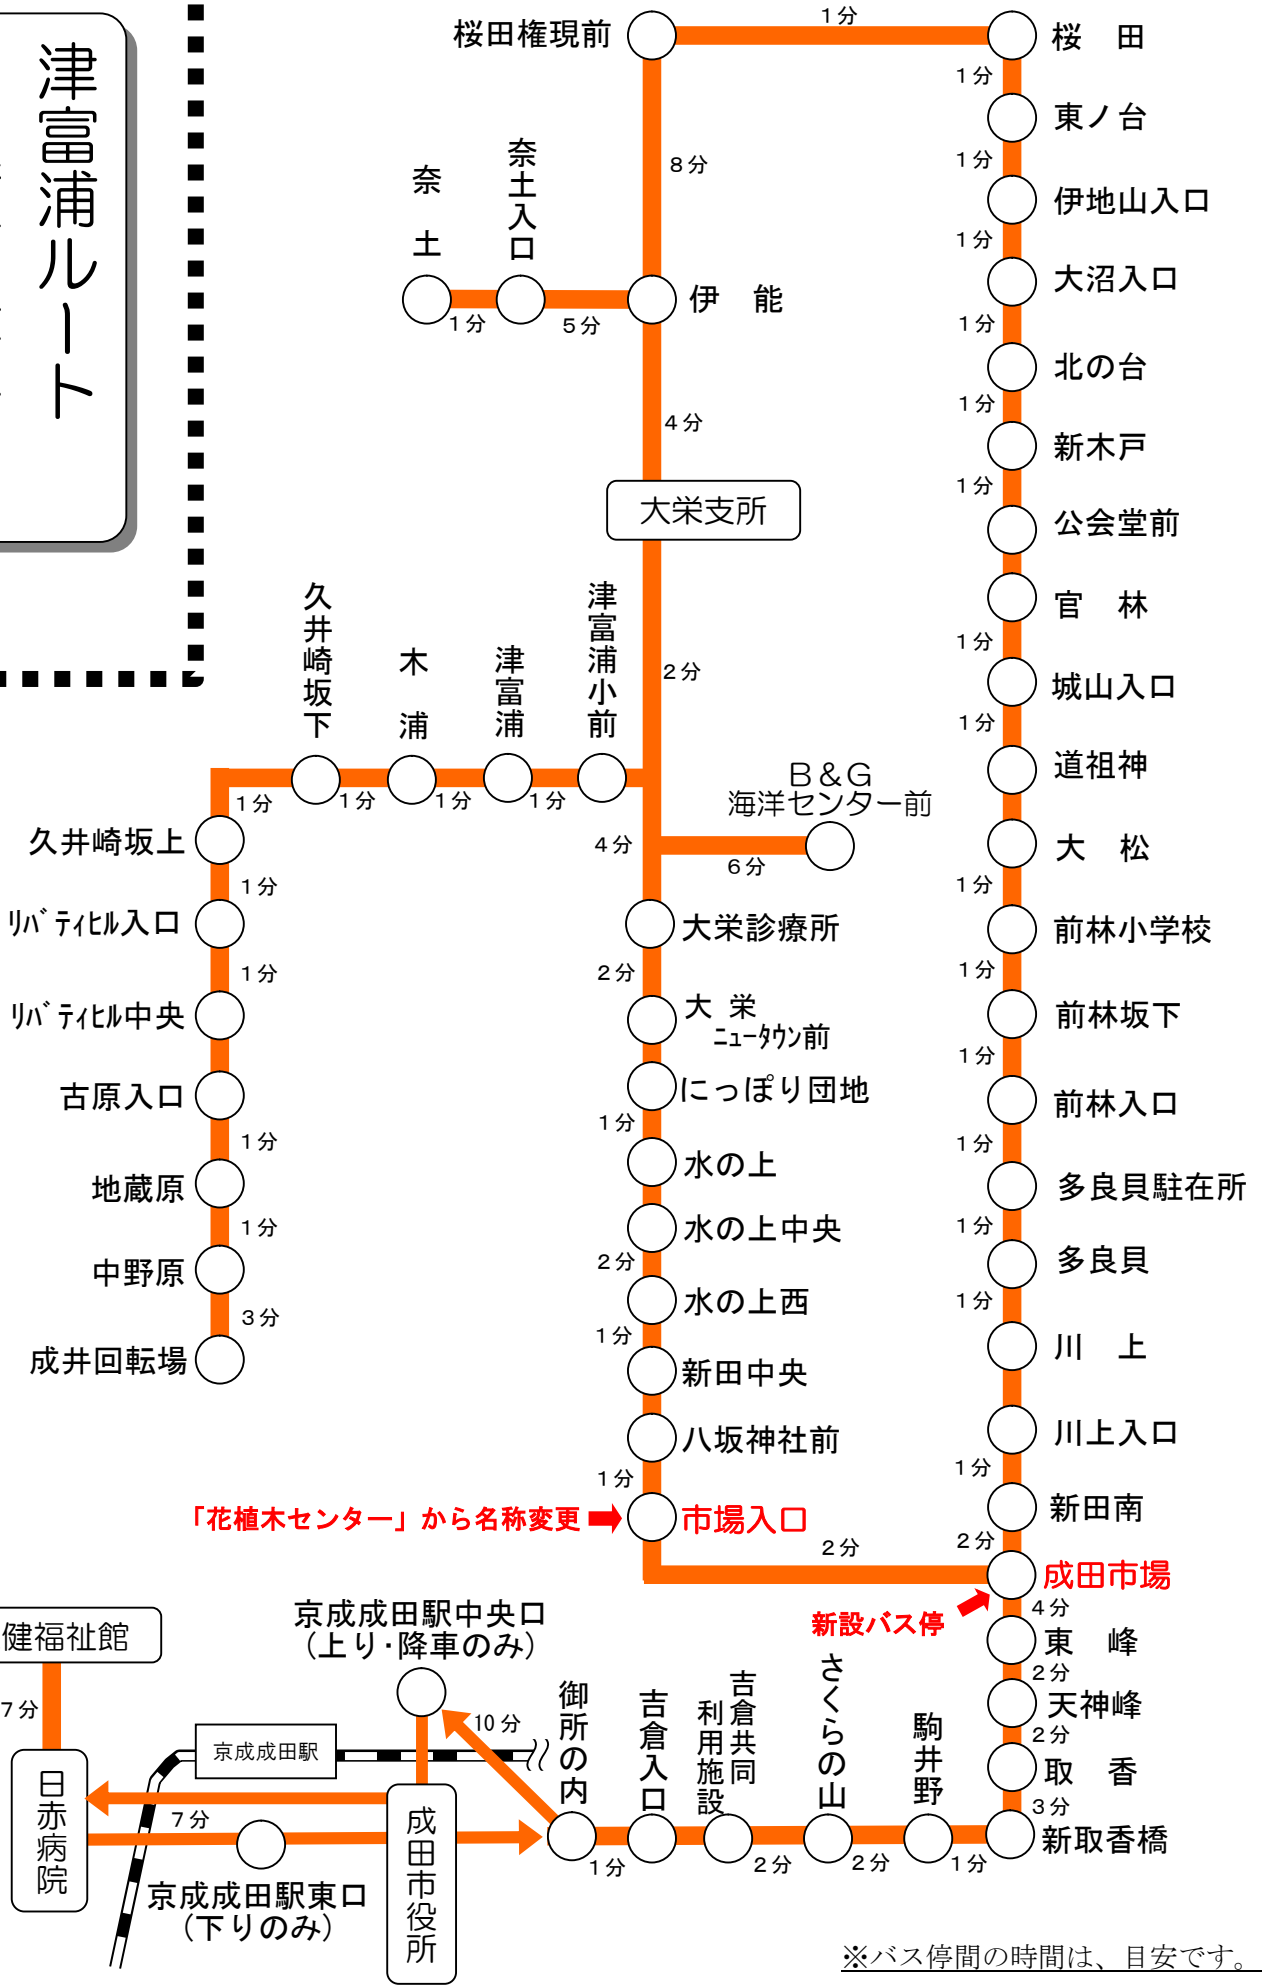 津富浦ルート
桜田権現前
1分
桜　田
1分
東ノ台
1分
伊地山入口
1分
大沼入口
1分
北の台
1分
新木戸
1分
公会堂前
官　林
1分
城山入口
1分
道祖神
大　松
1分
前林小学校
1分
前林坂下
1分
前林入口
1分
多良貝駐在所
1分
多良貝
1分
川　上
川上入口
1分
新田南
2分
成田市場
新設バス停
4分
東　峰
2分
天神峰
2分
取　香
3分
新取香橋
8分
奈　土
奈土入口
1分
5分
伊　能
4分
大栄支所
2分
久井崎坂下
木　浦
津富浦
津富浦小前
1分
1分
1分
1分
久井崎坂上
1分
リバティヒル入口
1分
リバティヒル中央
古原入口
1分
地蔵原
1分
中野原
3分
成井回転場
B&G
海洋センター前
4分
6分
大栄診療所
2分
大 栄
ニュータウン前
にっぽり団地
1分
水の上
水の上中央
2分
水の上西
1分
新田中央
八坂神社前
1分
「花植木センター」から名称変更
市場入口
2分
健福祉館
7分
日赤病院
京成成田駅
京成成田駅中央口
(上り･降車のみ)
10分
7分
京成成田駅東口
(下りのみ)
成田市役所
御所の内
1分
吉倉入口
吉倉共同
利用施設
2分
さくらの山
2分
駒井野
1分
※バス停間の時間は、目安です。